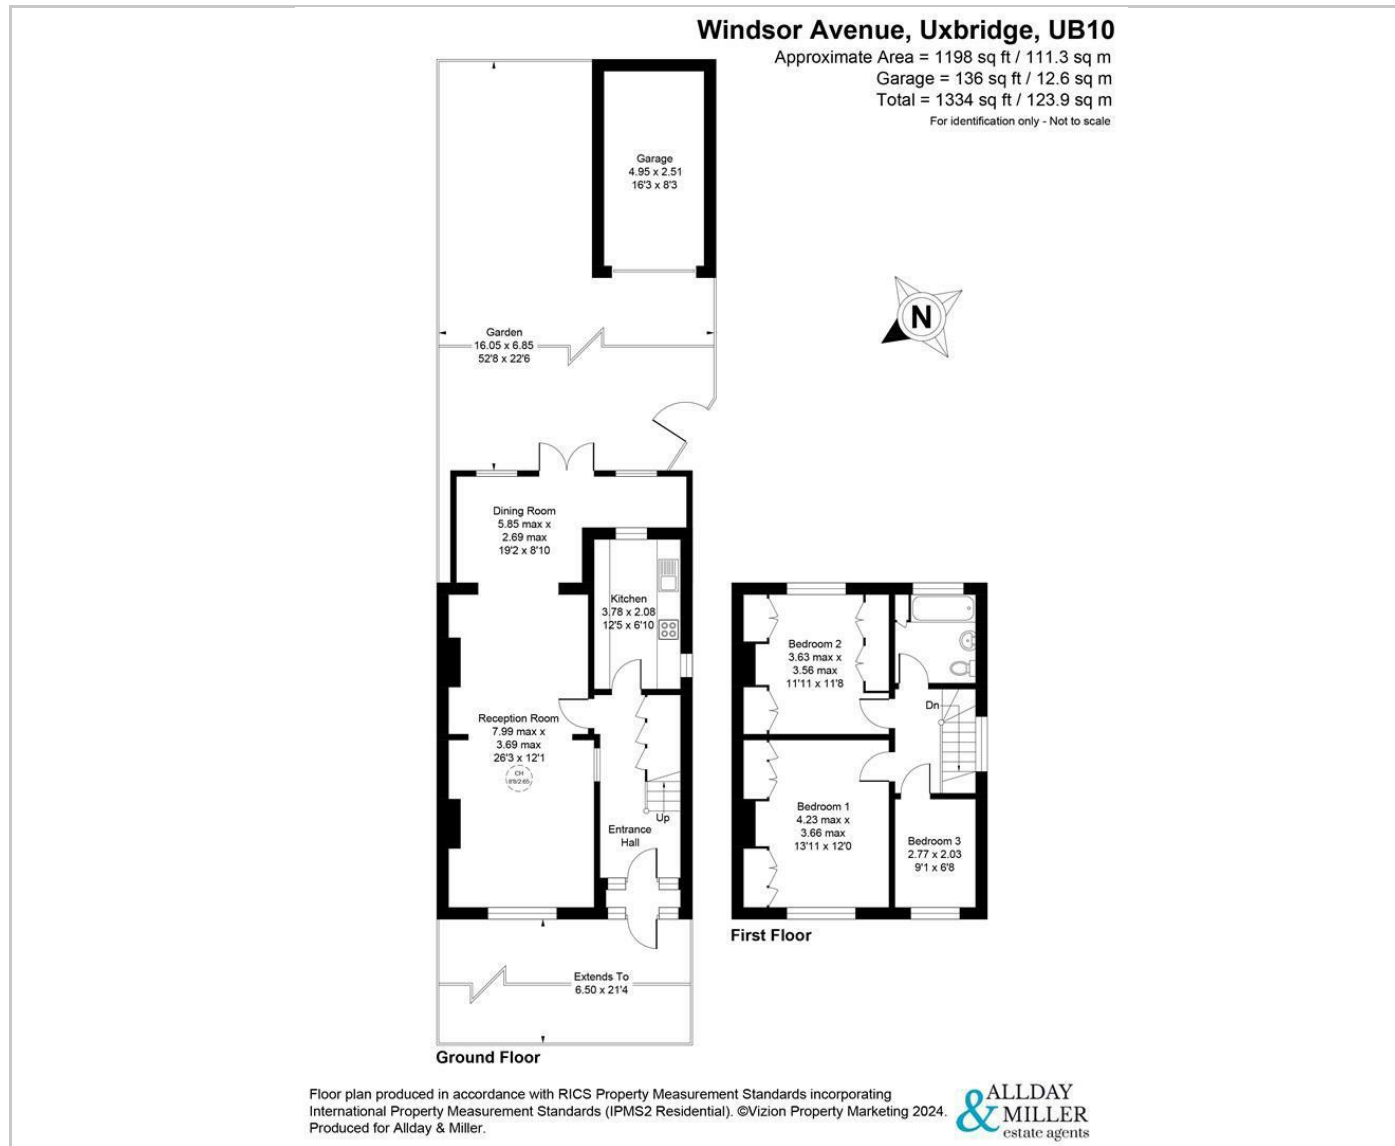 Windsor Avenue, Uxbridge, UB10
Approximate Area = 1198 sq ft / 111.3 sq m
Garage = 136 sq ft / 12.6 sq m
Total = 1334 sq ft / 123.9 sq m
For identification only - Not to scale
Garage
4.95 x 2.51
16'3 x 8'3
N
Garden
16.05 x 6.85
52'8 x 22'6
Dining Room
5.85 max x
2.69 max
19'2 x 8'10
Kitchen
3.78 x 2.08
12'5 x 6'10
Reception Room
7.99 max x
3.69 max
26'3 x 12'1
CH
8'8/2.65
Up
Entrance
Hall
Extends To
6.50 x 21'4
Ground Floor
Bedroom 2
3.63 max x
3.56 max
11'11 x 11'8
Dn
Bedroom 1
4.23 max x
3.66 max
13'11 x 12'0
Bedroom 3
2.77 x 2.03
9'1 x 6'8
First Floor
Floor plan produced in accordance with RICS Property Measurement Standards incorporating
International Property Measurement Standards (IPMS2 Residential). ©Vizion Property Marketing 2024.
Produced for Allday & Miller.
ALLDAY
& MILLER
estate agents